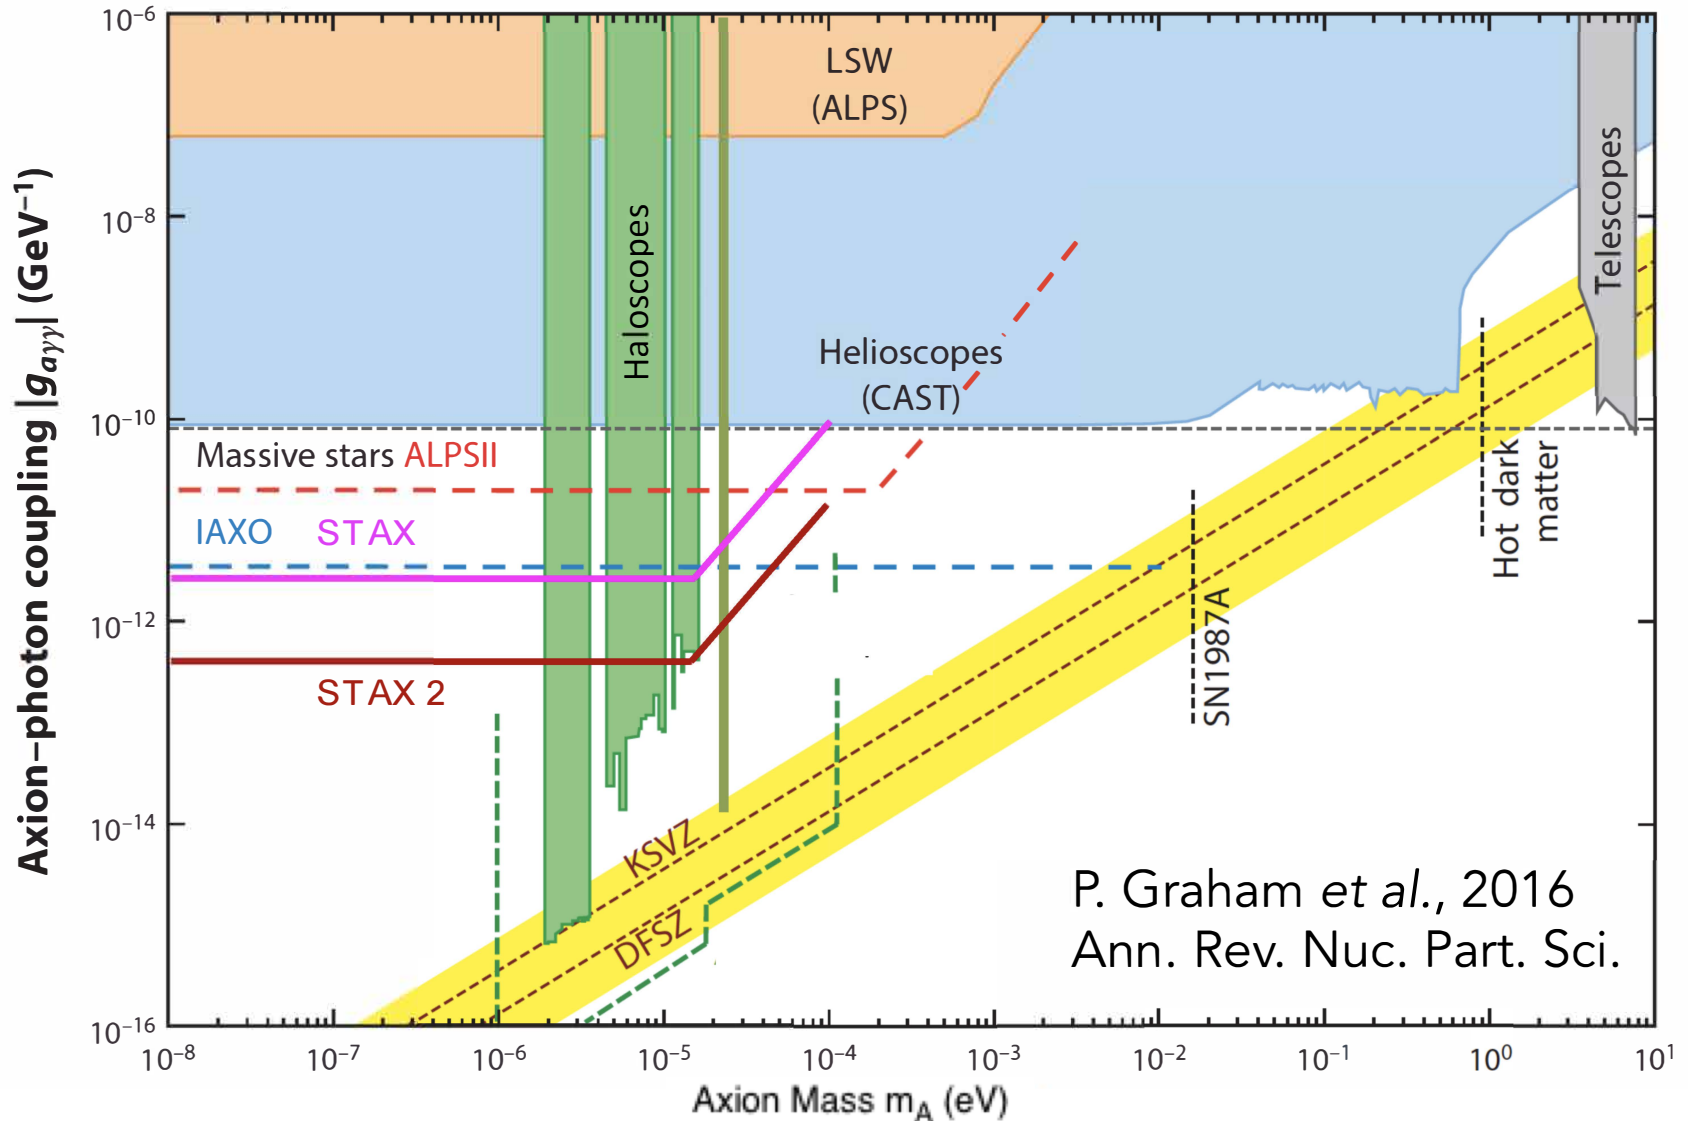 10⁻⁶
10⁻⁸
10⁻¹⁰
10⁻¹²
10⁻¹⁴
10⁻¹⁶
Axion–photon coupling |g_aγγ| (GeV⁻¹)
LSW
(ALPS)
Haloscopes
Telescopes
Helioscopes
(CAST)
Massive stars ALPSII
IAXO STAX
STAX 2
Hot dark
matter
SN1987A
KSVZ
DFSZ
P. Graham et al., 2016
Ann. Rev. Nuc. Part. Sci.
10⁻⁸ 10⁻⁷ 10⁻⁶ 10⁻⁵ 10⁻⁴ 10⁻³ 10⁻² 10⁻¹ 10⁰ 10¹
Axion Mass m_A (eV)